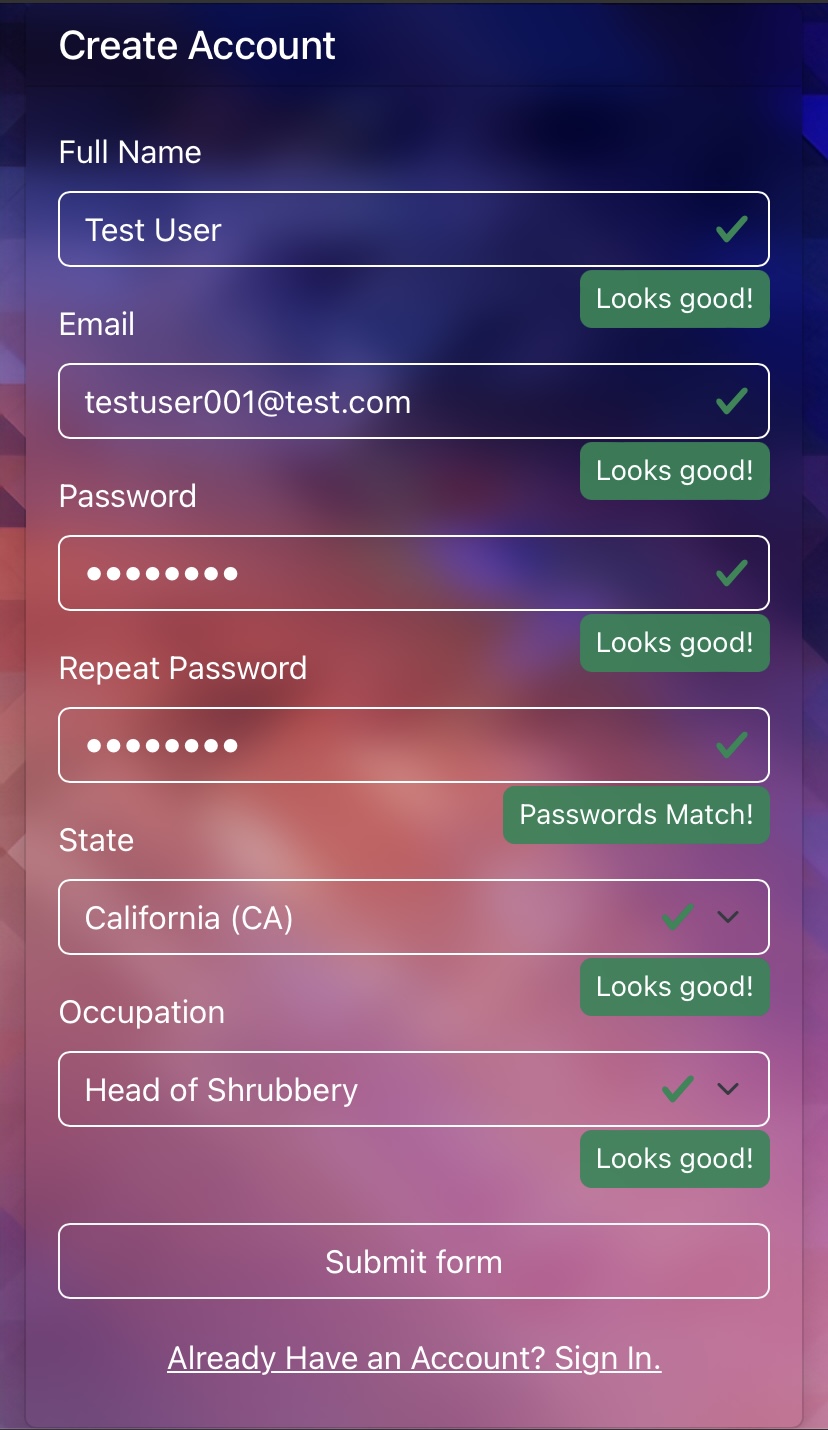 Create Account
Full Name
Test User
Looks good!
Email
testuser001@test.com
Looks good!
Password
●●●●●●●●
Looks good!
Repeat Password
●●●●●●●●
Passwords Match!
State
California (CA)
Looks good!
Occupation
Head of Shrubbery
Looks good!
Submit form
Already Have an Account? Sign In.